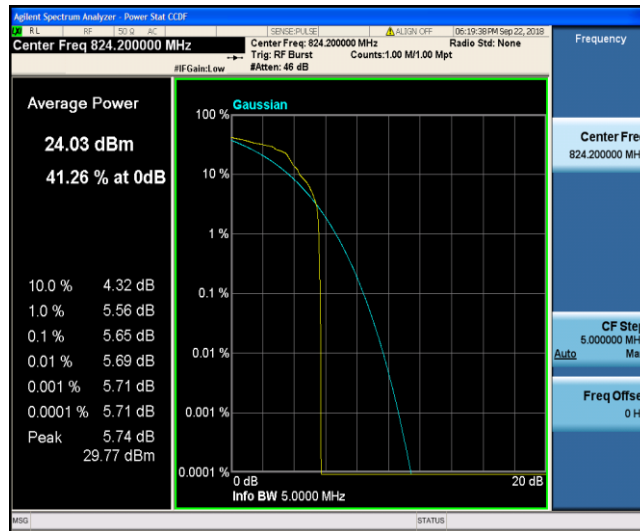 Agilent Spectrum Analyzer - Power Stat CCDF
RL RF 50 Ω AC SENSE:PULSE ALIGN OFF 06:19:38PM Sep 22, 2018
Center Freq 824.200000 MHz
Center Freq: 824.200000 MHz Radio Std: None
Trig: RF Burst Counts:1.00 M/1.00 Mpt
#IFGain:Low #Atten: 46 dB
Frequency
Average Power
24.03 dBm
41.26 % at 0dB
10.0 % 4.32 dB
1.0 % 5.56 dB
0.1 % 5.65 dB
0.01 % 5.69 dB
0.001 % 5.71 dB
0.0001 % 5.71 dB
Peak 5.74 dB
29.77 dBm
Gaussian
100 %
10 %
1 %
0.1 %
0.01 %
0.001 %
0.0001 %
0 dB 20 dB
Info BW 5.0000 MHz
Center Fre
824.200000 MH
CF Step
5.000000 MH
Auto Ma
Freq Offse
0 H
MSG STATUS